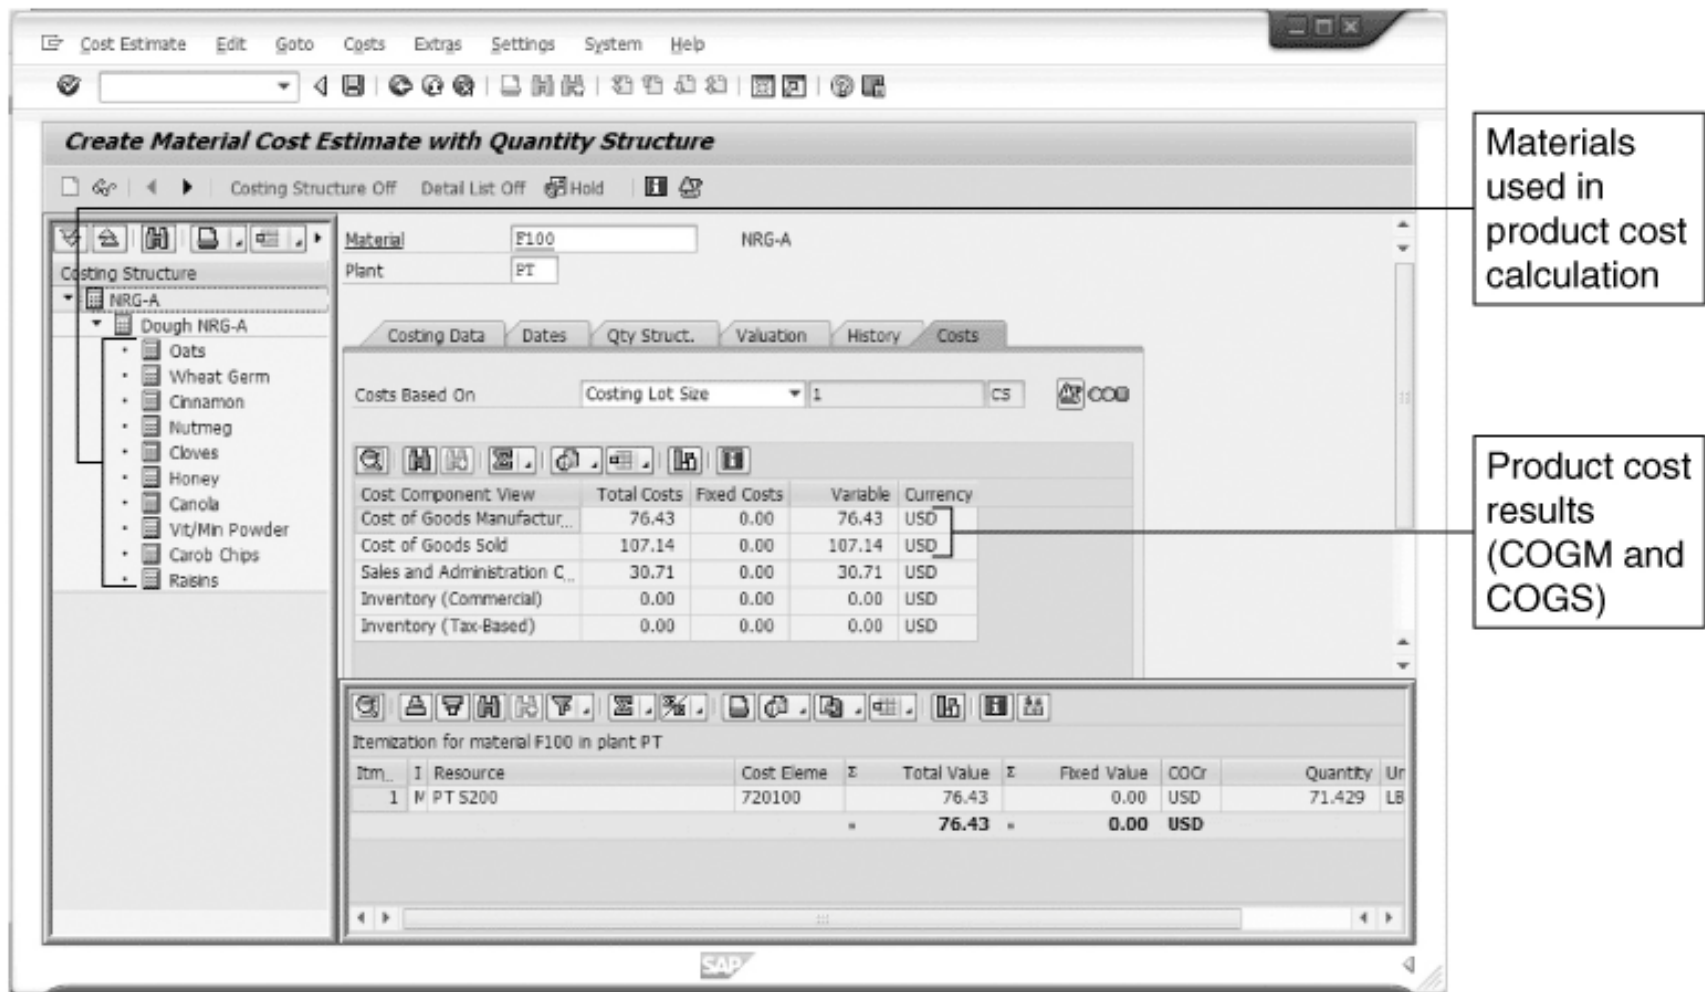 Cost Estimate Edit Goto Costs Extras Settings System Help
Create Material Cost Estimate with Quantity Structure
Costing Structure Off Detail List Off Hold
Costing Structure
NRG-A
Dough NRG-A
Oats
Wheat Germ
Cinnamon
Nutmeg
Cloves
Honey
Canola
Vit/Min Powder
Carob Chips
Raisins
Material F100 NRG-A
Plant PT
Costing Data Dates Qty Struct. Valuation History Costs
Costs Based On Costing Lot Size 1 CS
Cost Component View Total Costs Fixed Costs Variable Currency
Cost of Goods Manufactur... 76.43 0.00 76.43 USD
Cost of Goods Sold 107.14 0.00 107.14 USD
Sales and Administration C... 30.71 0.00 30.71 USD
Inventory (Commercial) 0.00 0.00 0.00 USD
Inventory (Tax-Based) 0.00 0.00 0.00 USD
Itemization for material F100 in plant PT
Itm... I Resource Cost Eleme Σ Total Value Σ Fixed Value COCr Quantity Un
1 M PT S200 720100 76.43 0.00 USD 71.429 LB
76.43 0.00 USD
SAP
Materials
used in
product cost
calculation
Product cost
results
(COGM and
COGS)